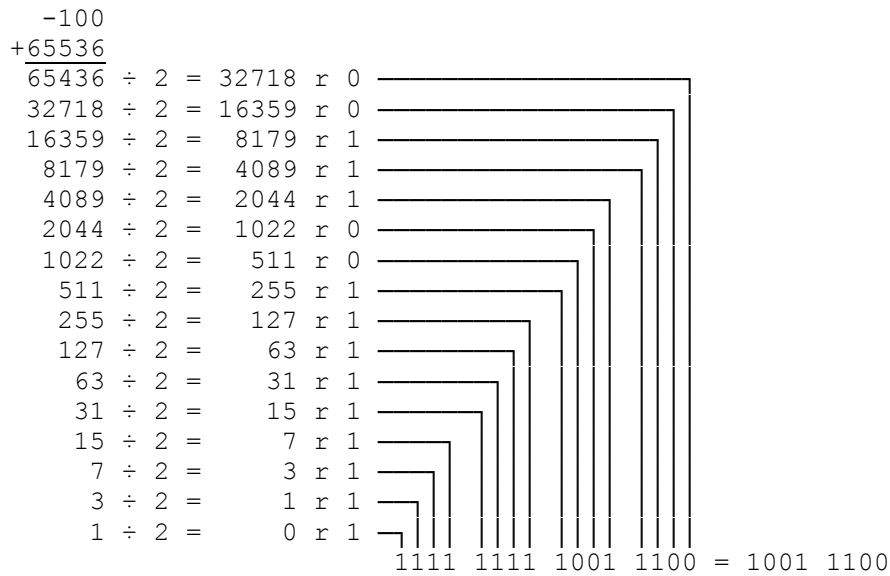 -100
+65536
65436 ÷ 2 = 32718 r 0
32718 ÷ 2 = 16359 r 0
16359 ÷ 2 = 8179 r 1
8179 ÷ 2 = 4089 r 1
4089 ÷ 2 = 2044 r 1
2044 ÷ 2 = 1022 r 0
1022 ÷ 2 = 511 r 0
511 ÷ 2 = 255 r 1
255 ÷ 2 = 127 r 1
127 ÷ 2 = 63 r 1
63 ÷ 2 = 31 r 1
31 ÷ 2 = 15 r 1
15 ÷ 2 = 7 r 1
7 ÷ 2 = 3 r 1
3 ÷ 2 = 1 r 1
1 ÷ 2 = 0 r 1
1111 1111 1001 1100 = 1001 1100